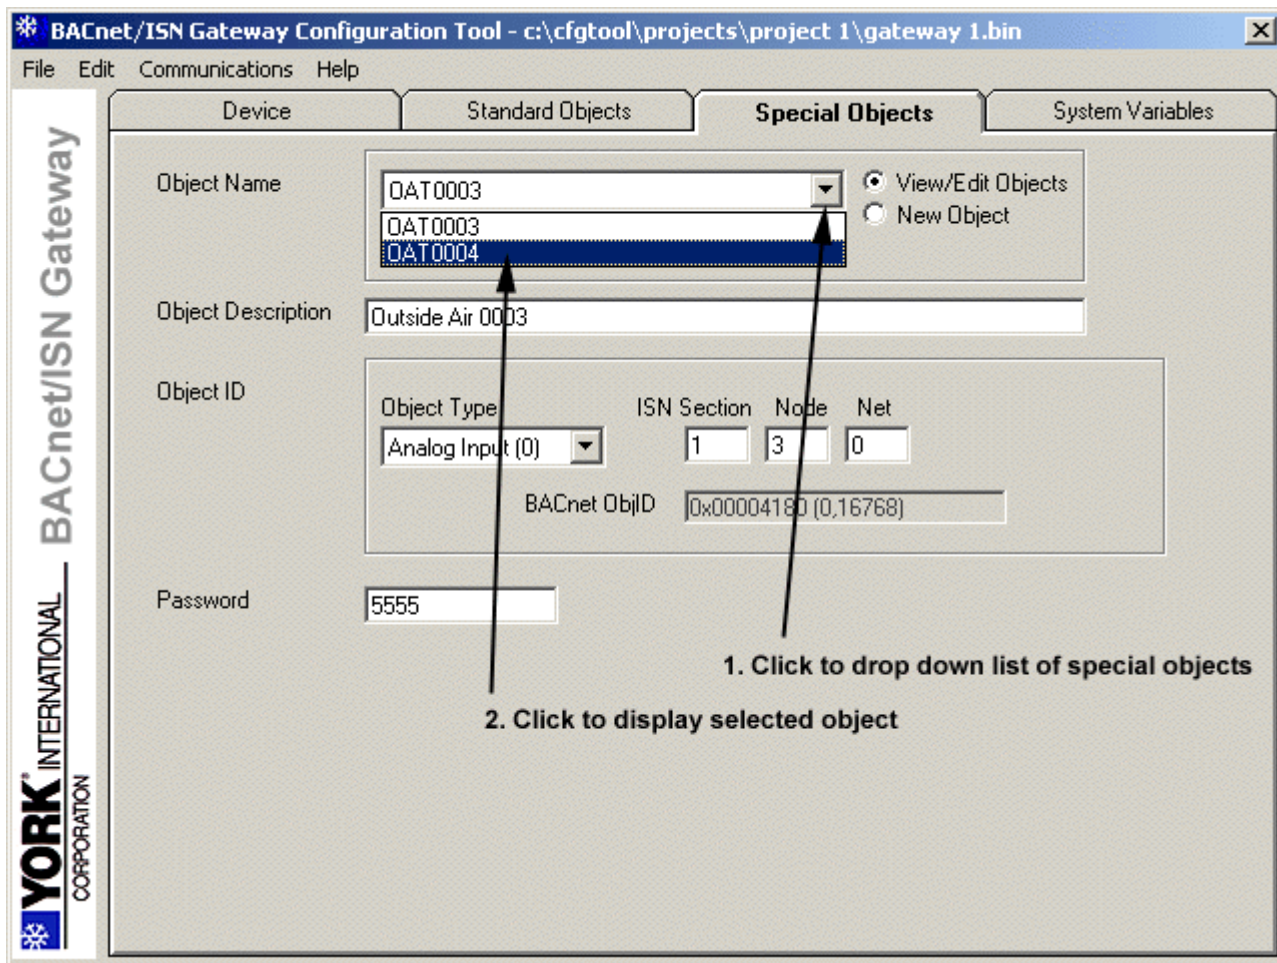 BACnet/ISN Gateway Configuration Tool - c:\cfgtool\projects\project 1\gateway 1.bin
File Edit Communications Help
Device Standard Objects Special Objects System Variables
Object Name
OAT0003
View/Edit Objects
New Object
OAT0003
OAT0004
Object Description
Outside Air 0003
Object ID
Object Type ISN Section Node Net
Analog Input (0) 1 3 0
BACnet ObjID 0x00004180 (0,16768)
Password 5555
1. Click to drop down list of special objects
2. Click to display selected object
BACnet/ISN Gateway
YORK® INTERNATIONAL
CORPORATION